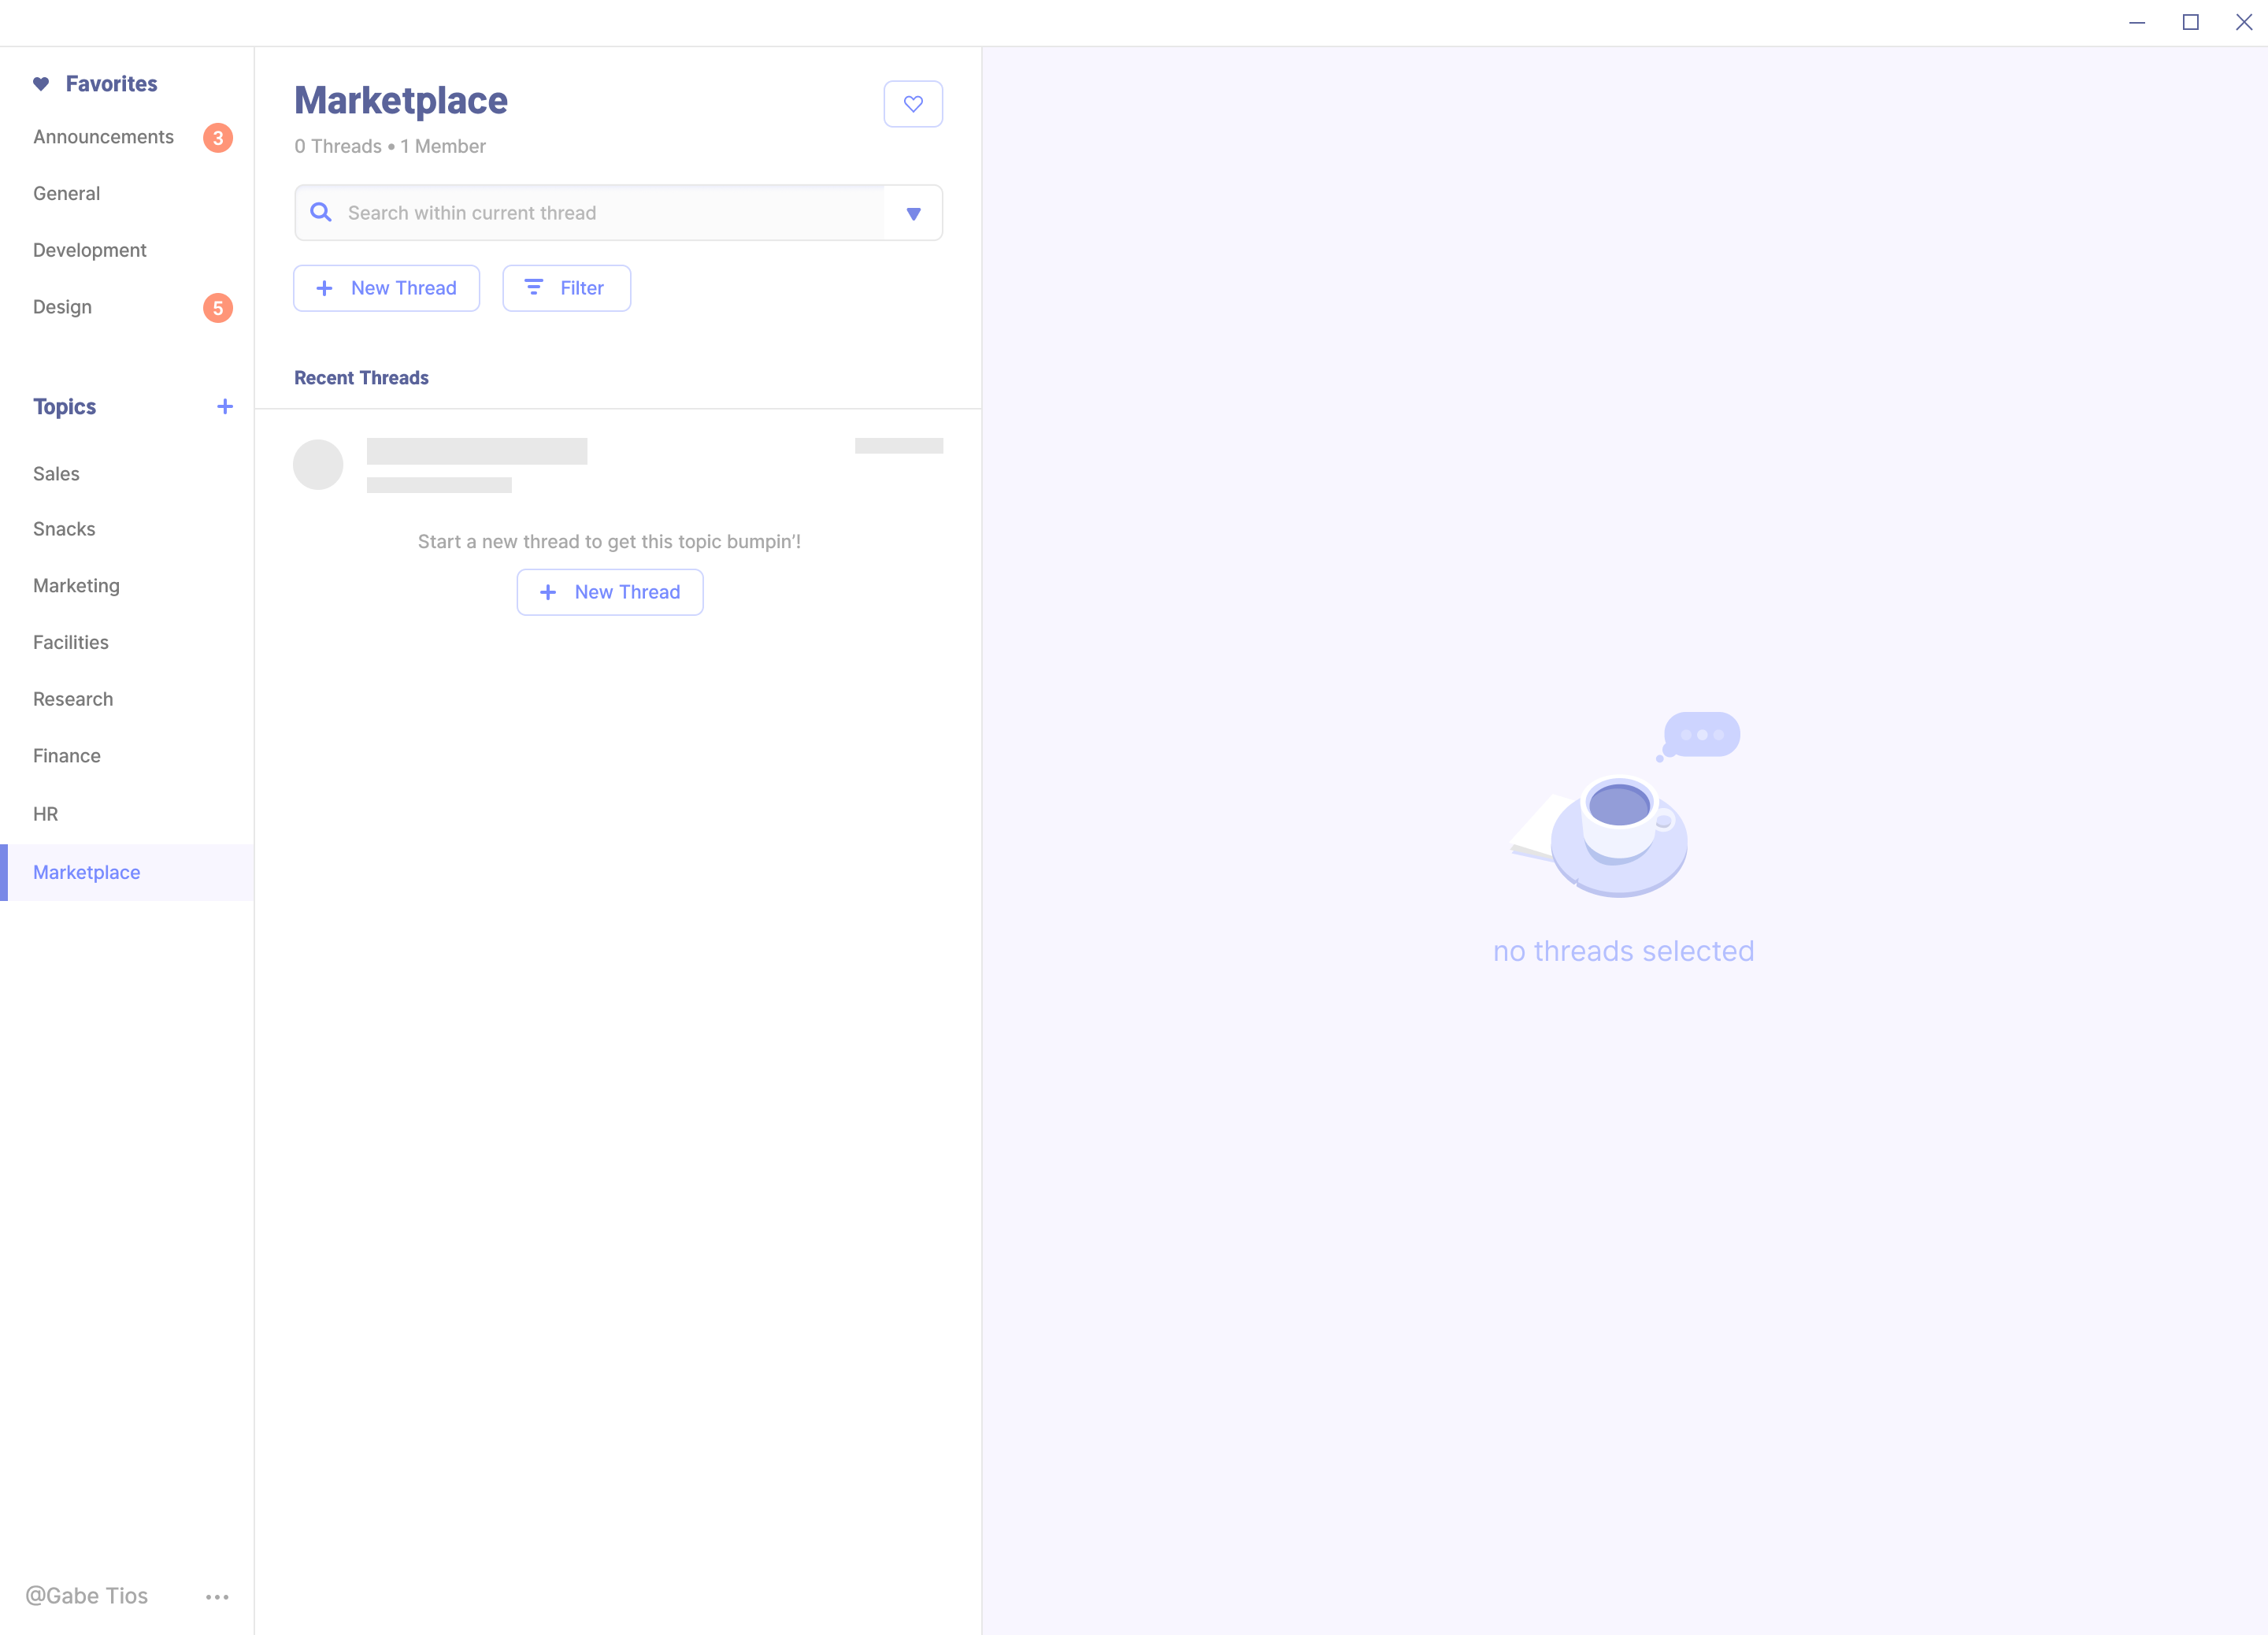 Favorites
Announcements 3
General
Development
Design 5
Topics
Sales
Snacks
Marketing
Facilities
Research
Finance
HR
Marketplace
@Gabe Tios
Marketplace
0 Threads • 1 Member
Search within current thread
New Thread
Filter
Recent Threads
Start a new thread to get this topic bumpin’!
New Thread
no threads selected